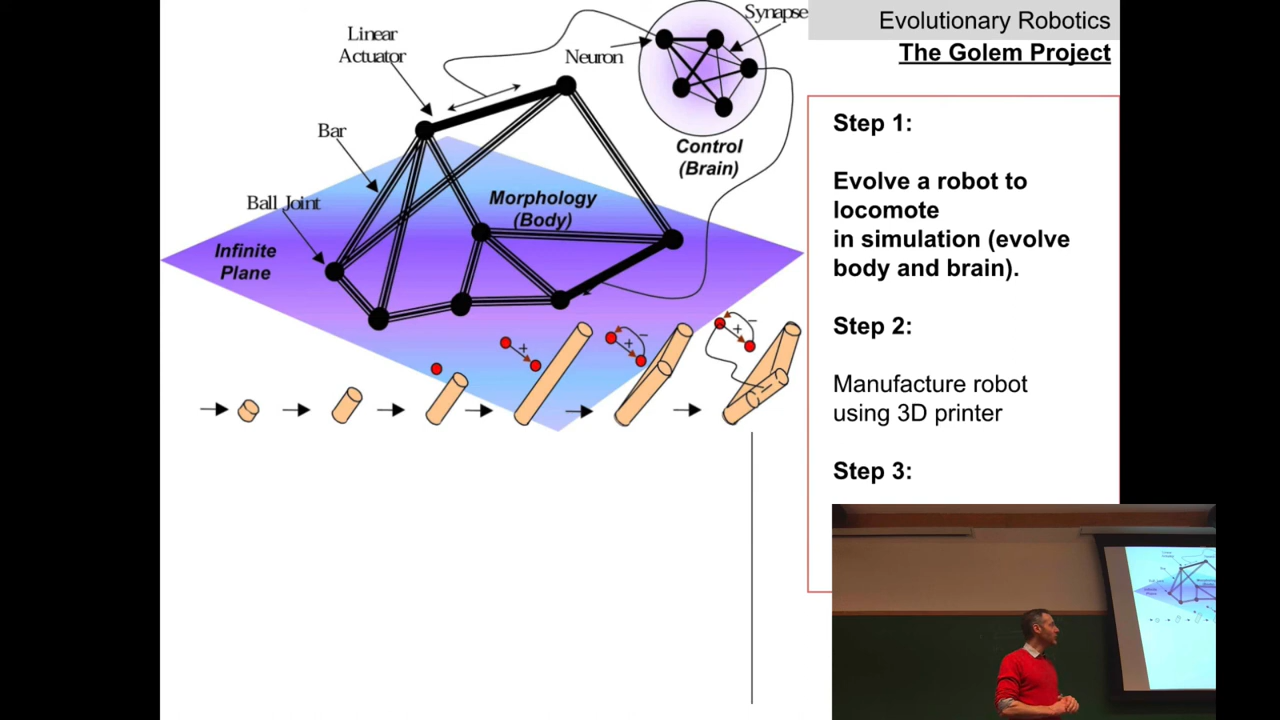 Evolutionary Robotics
The Golem Project
Linear
Actuator
Synapse
Neuron
Bar
Control
(Brain)
Ball Joint
Morphology
(Body)
Infinite
Plane
+
+
−
+
−
Step 1:
Evolve a robot to
locomote
in simulation (evolve
body and brain).
Step 2:
Manufacture robot
using 3D printer
Step 3: